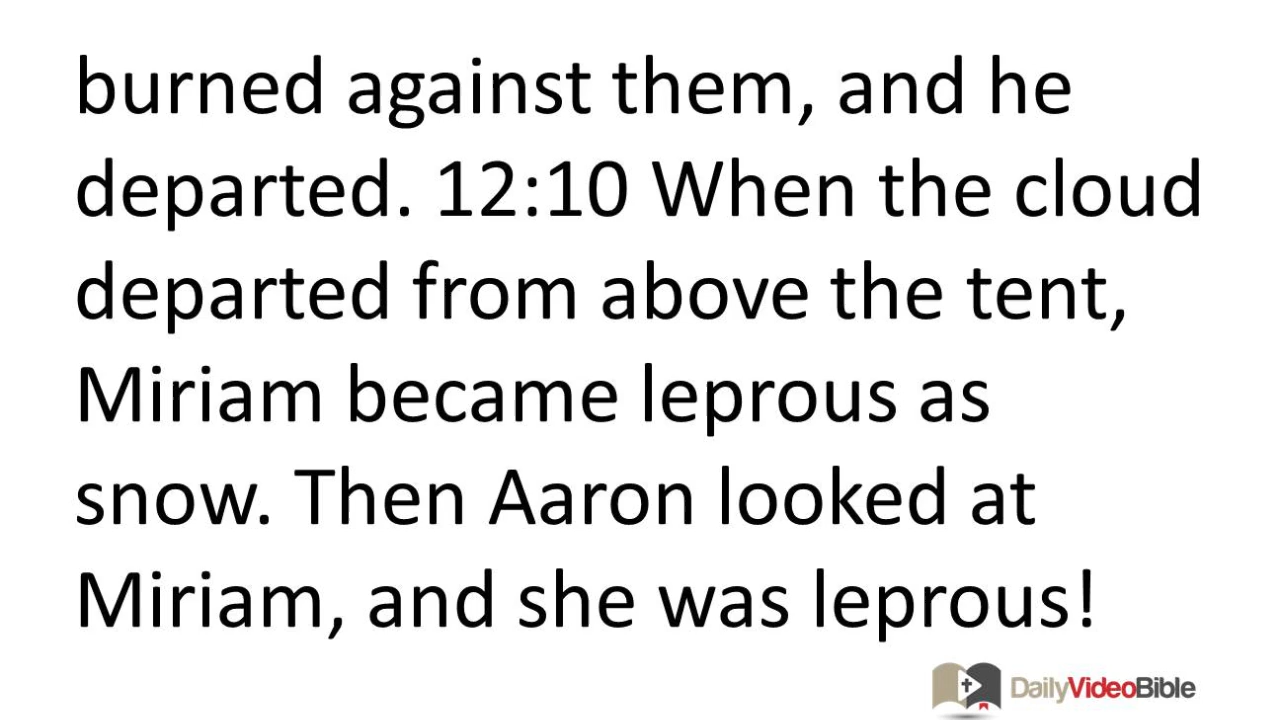 burned against them, and he
departed. 12:10 When the cloud
departed from above the tent,
Miriam became leprous as
snow. Then Aaron looked at
Miriam, and she was leprous!
DailyVideoBible